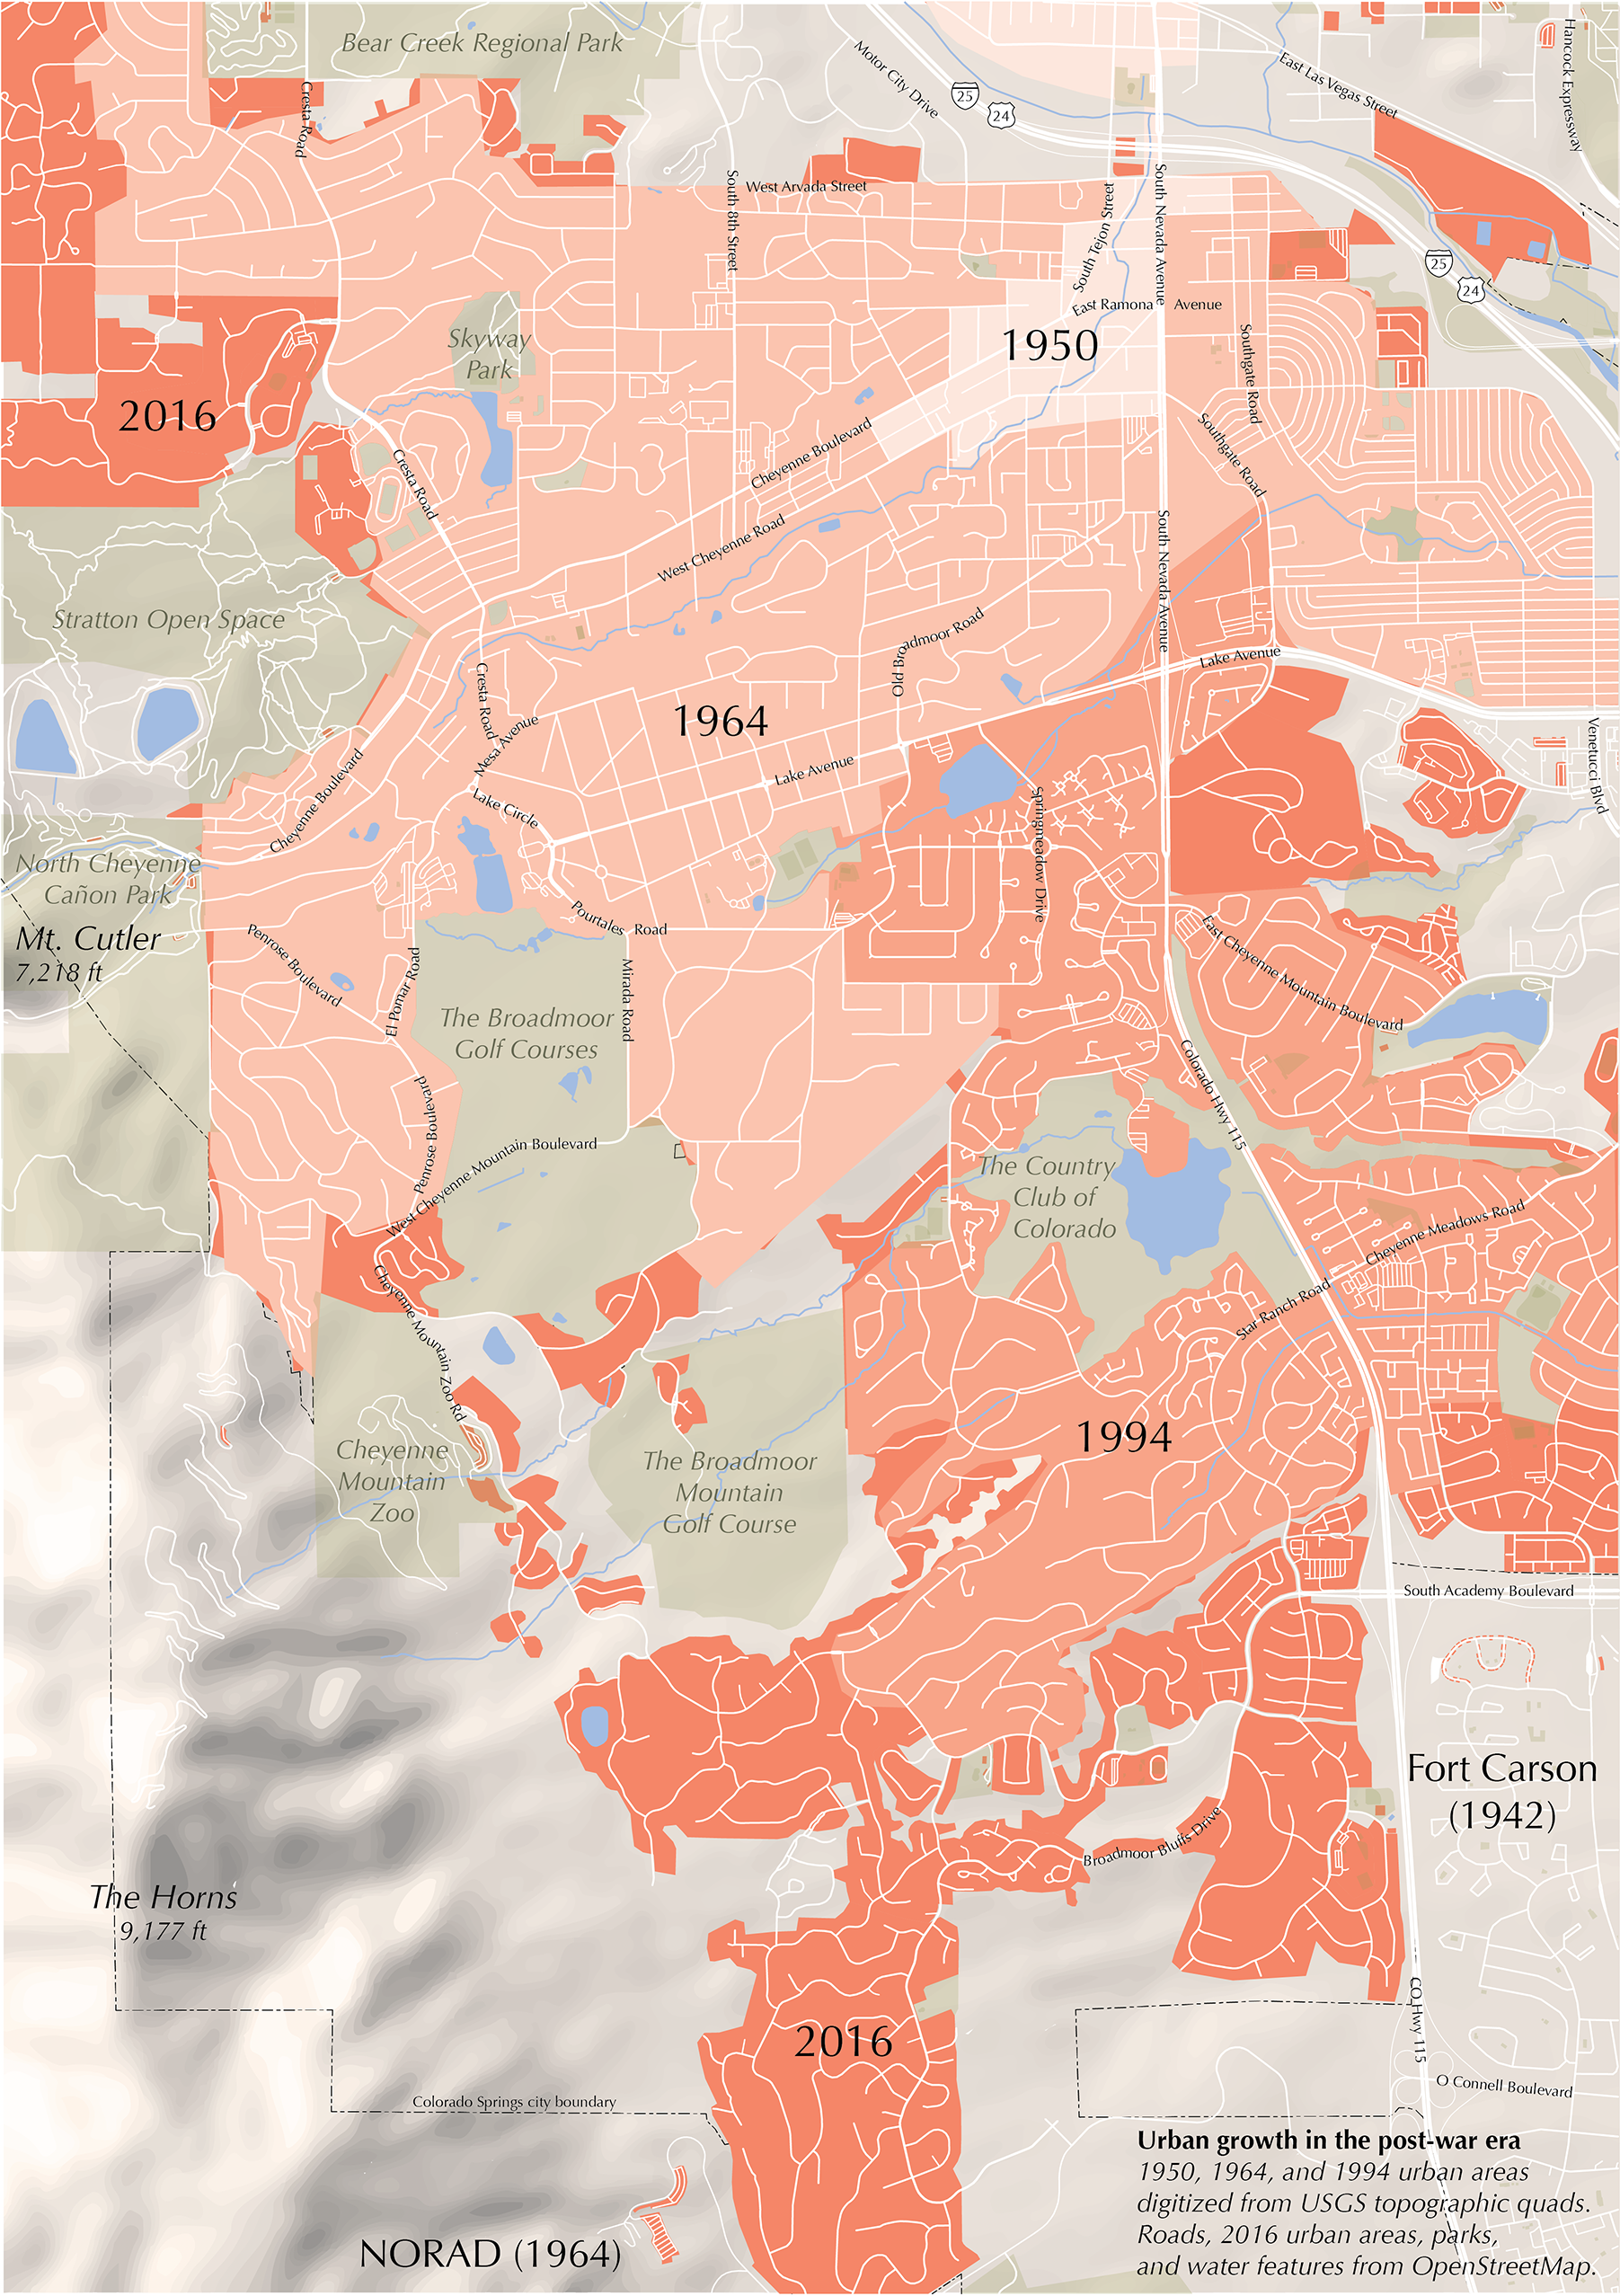 Bear Creek Regional Park
Motor City Drive
25
24
East Las Vegas Street
Hancock Expressway
Cresta Road
South 8th Street
West Arvada Street
South Tejon Street
South Nevada Avenue
25
24
East Ramona Avenue
1950
Southgate Road
Skyway
Park
2016
Cheyenne Boulevard
Southgate Road
Cresta Road
West Cheyenne Road
South Nevada Avenue
Stratton Open Space
Old Broadmoor Road
Lake Avenue
Cresta Road
Mesa Avenue
1964
Venetucci Blvd
Lake Avenue
Lake Circle
Cheyenne Boulevard
Springmeadow Drive
North Cheyenne
Cañon Park
Pourtales Road
Mt. Cutler
7,218 ft
Penrose Boulevard
El Pomar Road
Mirada Road
East Cheyenne Mountain Boulevard
The Broadmoor
Golf Courses
Colorado Hwy 115
Penrose Boulevard
West Cheyenne Mountain Boulevard
The Country
Club of
Colorado
Cheyenne Meadows Road
Star Ranch Road
Cheyenne Mountain Zoo Rd
1994
Cheyenne
Mountain
Zoo
The Broadmoor
Mountain
Golf Course
South Academy Boulevard
Fort Carson
(1942)
Broadmoor Bluffs Drive
The Horns
9,177 ft
CO Hwy 115
2016
O Connell Boulevard
Colorado Springs city boundary
NORAD (1964)
Urban growth in the post-war era
1950, 1964, and 1994 urban areas
digitized from USGS topographic quads.
Roads, 2016 urban areas, parks,
and water features from OpenStreetMap.